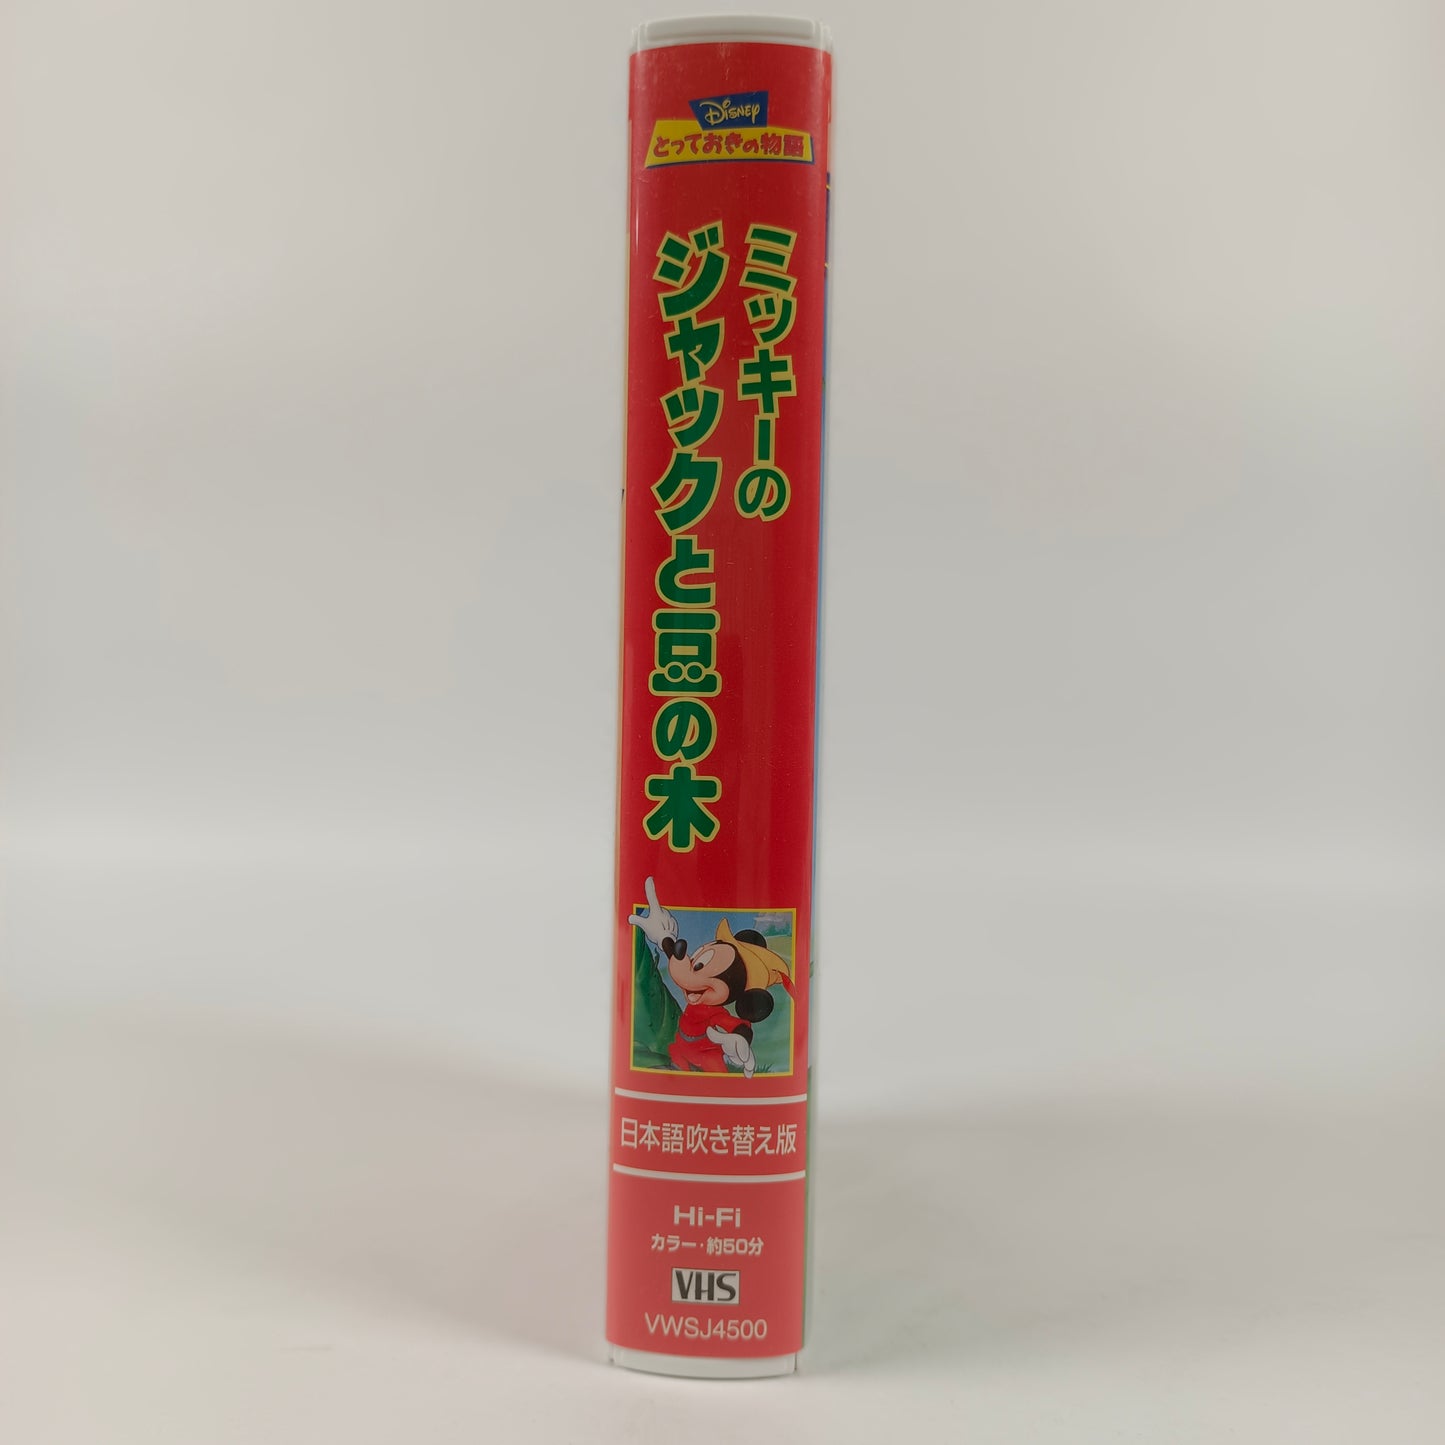 Disney
とっておきの物語
ミッキーの
ジャックと豆の木
日本語吹き替え版
Hi-Fi
カラー・約50分
VHS
VWSJ4500